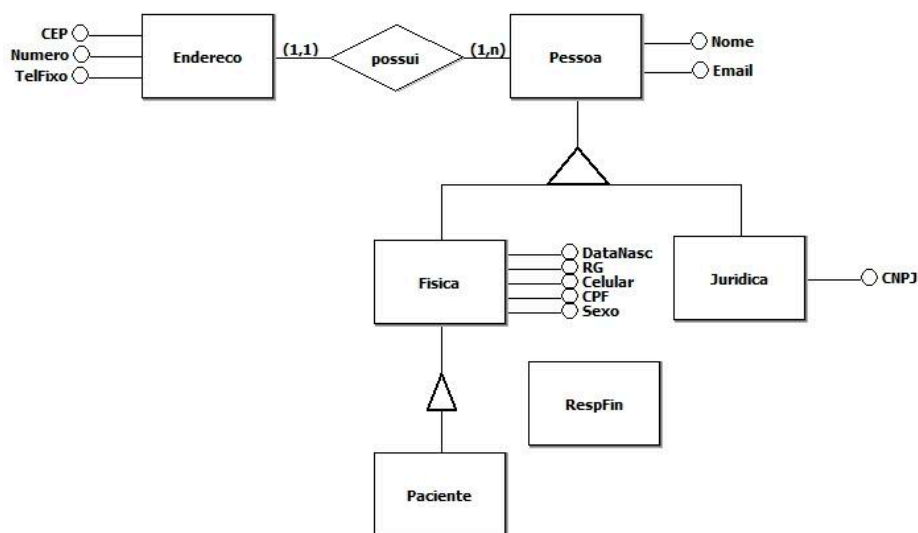 CEP
Numero
TelFixo
Endereco
(1,1)
possui
(1,n)
Pessoa
Nome
Email
Fisica
DataNasc
RG
Celular
CPF
Sexo
Juridica
CNPJ
RespFin
Paciente